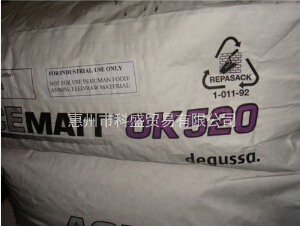 FOR INDUSTRIAL USE ONLY
NOT FOR USE IN HUMAN FOOD/
ANIMAL FEED/RAW MATERIAL
REPASACK
1-011-92
EMATT OK520
惠州市科盛贸易有限公司
degussa.